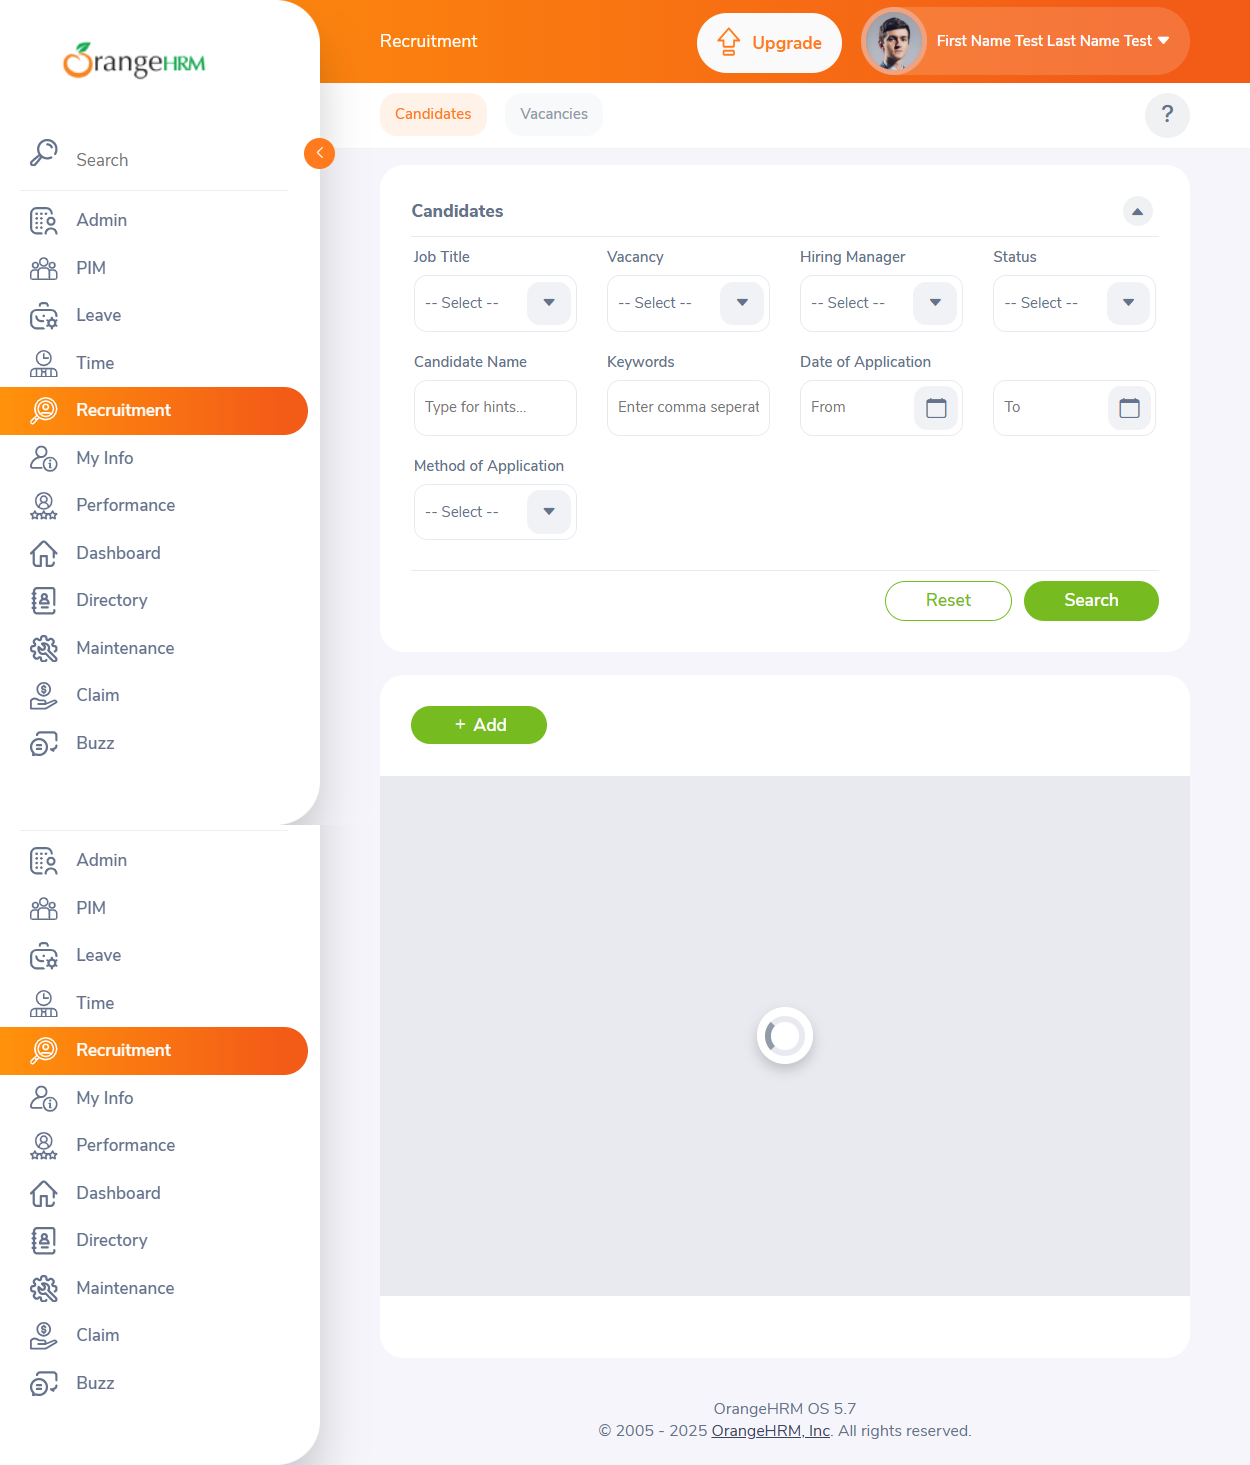 OrangeHRM
Search
Admin
PIM
Leave
Time
Recruitment
My Info
Performance
Dashboard
Directory
Maintenance
Claim
Buzz
Admin
PIM
Leave
Time
Recruitment
My Info
Performance
Dashboard
Directory
Maintenance
Claim
Buzz
Recruitment
Upgrade
First Name Test Last Name Test
Candidates
Vacancies
?
Candidates
Job Title
Vacancy
Hiring Manager
Status
-- Select --
-- Select --
-- Select --
-- Select --
Candidate Name
Keywords
Date of Application
Type for hints...
Enter comma seperat
From
To
Method of Application
-- Select --
Reset
Search
+ Add
OrangeHRM OS 5.7
© 2005 - 2025 OrangeHRM, Inc. All rights reserved.